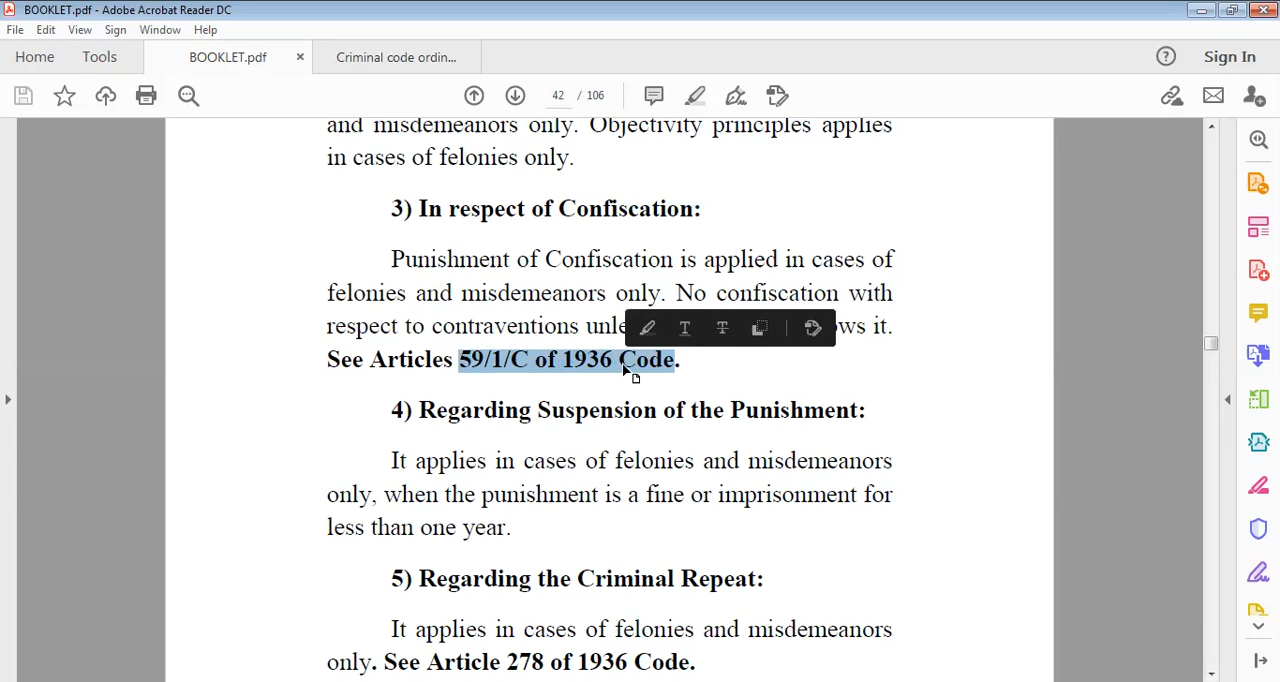 BOOKLET.pdf - Adobe Acrobat Reader DC
File Edit View Sign Window Help
Home Tools BOOKLET.pdf × Criminal code ordin... Sign In
42 / 106
and misdemeanors only. Objectivity principles applies
in cases of felonies only.
3) In respect of Confiscation:
Punishment of Confiscation is applied in cases of
felonies and misdemeanors only. No confiscation with
respect to contraventions it.
See Articles 59/1/C of 1936 Code.
4) Regarding Suspension of the Punishment:
It applies in cases of felonies and misdemeanors
only, when the punishment is a fine or imprisonment for
less than one year.
5) Regarding the Criminal Repeat:
It applies in cases of felonies and misdemeanors
only. See Article 278 of 1936 Code.